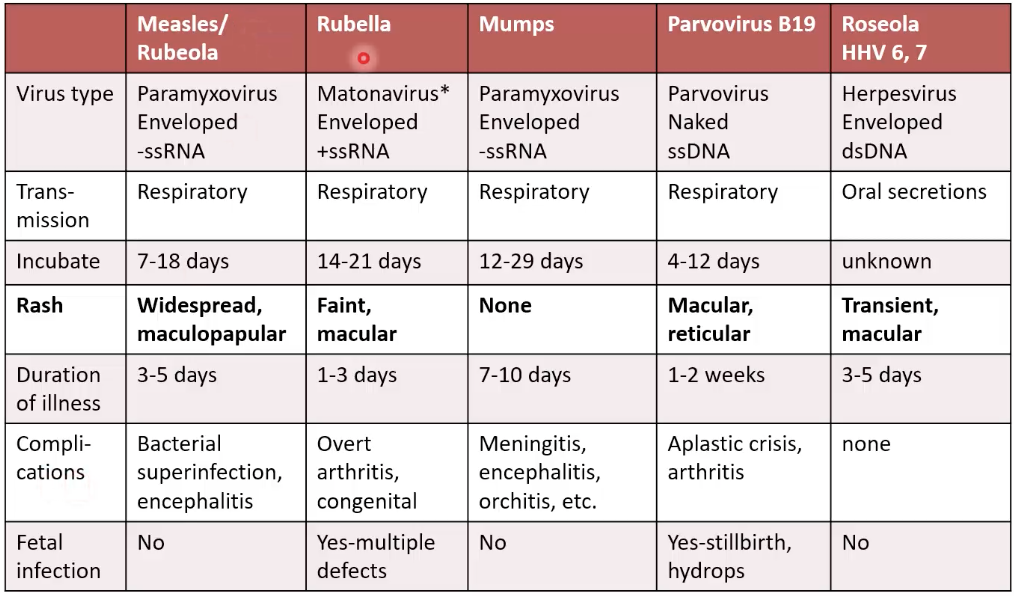 Measles/
Rubeola
Rubella
Mumps
Parvovirus B19
Roseola
HHV 6, 7
Virus type
Paramyxovirus
Enveloped
-ssRNA
Matonavirus*
Enveloped
+ssRNA
Paramyxovirus
Enveloped
-ssRNA
Parvovirus
Naked
ssDNA
Herpesvirus
Enveloped
dsDNA
Trans-
mission
Respiratory
Respiratory
Respiratory
Respiratory
Oral secretions
Incubate
7-18 days
14-21 days
12-29 days
4-12 days
unknown
Rash
Widespread,
maculopapular
Faint,
macular
None
Macular,
reticular
Transient,
macular
Duration
of illness
3-5 days
1-3 days
7-10 days
1-2 weeks
3-5 days
Compli-
cations
Bacterial
superinfection,
encephalitis
Overt
arthritis,
congenital
Meningitis,
encephalitis,
orchitis, etc.
Aplastic crisis,
arthritis
none
Fetal
infection
No
Yes-multiple
defects
No
Yes-stillbirth,
hydrops
No